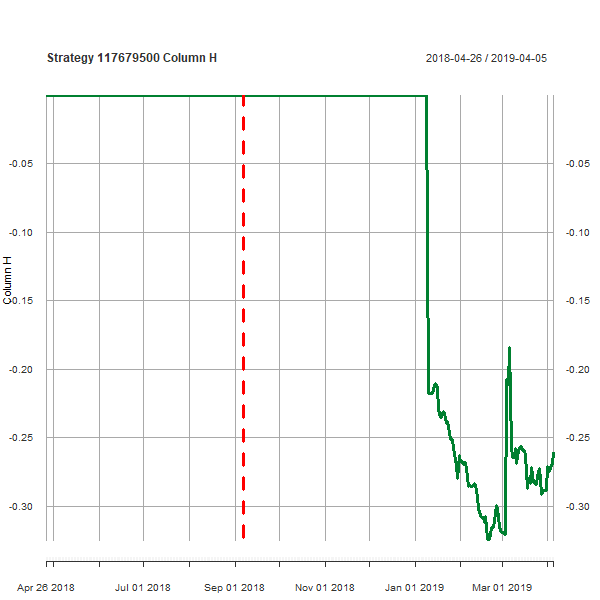 Strategy 117679500 Column H
2018-04-26 / 2019-04-05
-0.05 -0.05
-0.10 -0.10
Column H
-0.15 -0.15
-0.20 -0.20
-0.25 -0.25
-0.30 -0.30
Apr 26 2018 Jul 01 2018 Sep 01 2018 Nov 01 2018 Jan 01 2019 Mar 01 2019